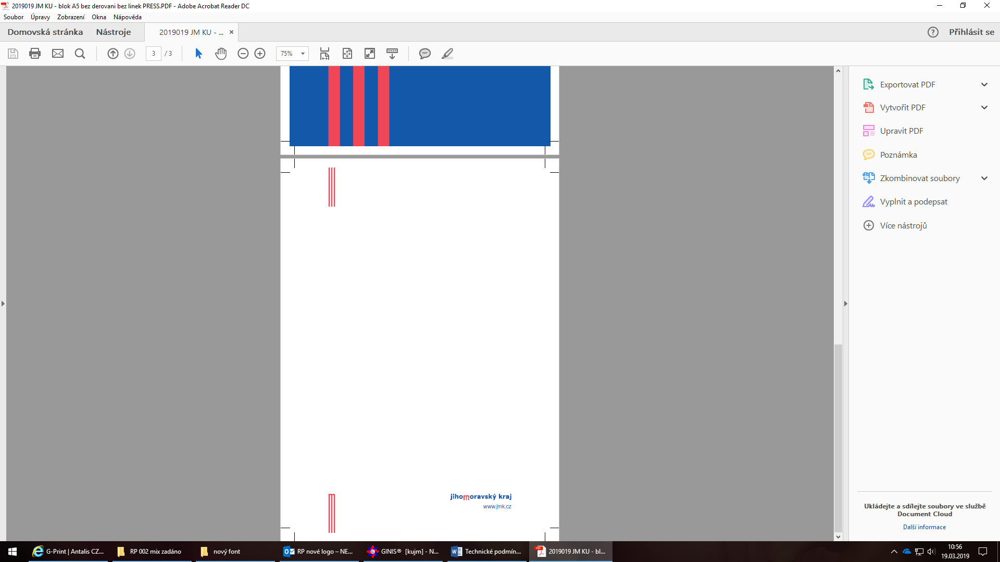 2019019 JM KU - blok A5 bez derovani bez linek PRESS.PDF - Adobe Acrobat Reader DC
Soubor Úpravy Zobrazení Okna Nápověda
Domovská stránka Nástroje 2019019 JM KU - ... × Přihlásit se
3 / 3 75%
Exportovat PDF
Vytvořit PDF
Upravit PDF
Poznámka
Zkombinovat soubory
Vyplnit a podepsat
Více nástrojů
jihomoravský kraj
www.jmk.cz
Ukládejte a sdílejte soubory ve službě
Document Cloud
Další informace
G-Print | Antalis CZ... RP 002 mix zadáno nový font RP nové logo – NE... GINIS® [kujm] - N... Technické podmín... 2019019 JM KU - bl... 10:56
19.03.2019